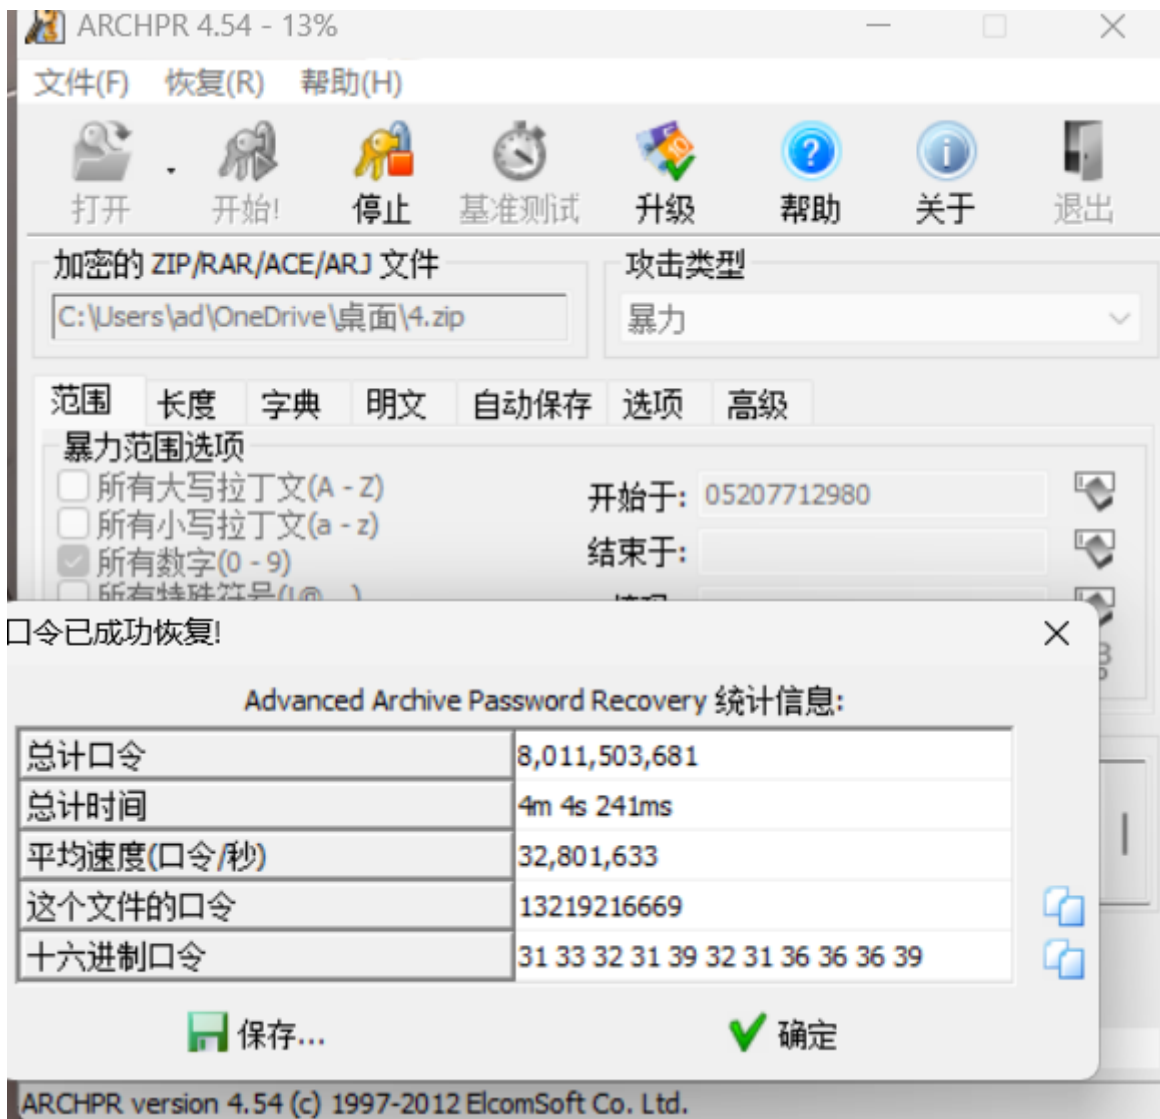 ARCHPR 4.54 - 13%
文件(F) 恢复(R) 帮助(H)
打开 开始! 停止 基准测试 升级 帮助 关于 退出
加密的 ZIP/RAR/ACE/ARJ 文件 攻击类型
C:\Users\ad\OneDrive\桌面\4.zip 暴力
范围 长度 字典 明文 自动保存 选项 高级
暴力范围选项
所有大写拉丁文(A - Z)
开始于: 05207712980
所有小写拉丁文(a - z)
结束于:
所有数字(0 - 9)
所有特殊符号(!@...)
口令已成功恢复!
Advanced Archive Password Recovery 统计信息:
总计口令 8,011,503,681
总计时间 4m 4s 241ms
平均速度(口令/秒) 32,801,633
这个文件的口令 13219216669
十六进制口令 31 33 32 31 39 32 31 36 36 36 39
保存... 确定
ARCHPR version 4.54 (c) 1997-2012 ElcomSoft Co. Ltd.